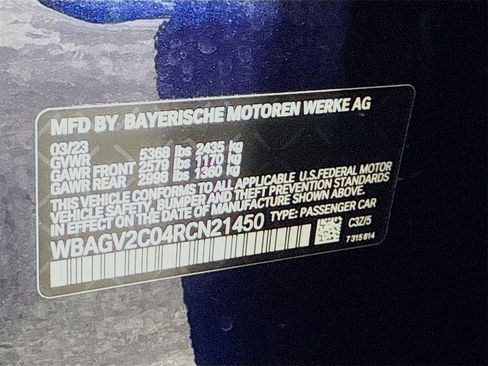 MFD BY BAYERISCHE MOTOREN WERKE AG
03/23
GVWR 5368 lbs 2435 kg
GAWR FRONT 2579 lbs 1170 kg
GAWR REAR 2998 lbs 1360 kg
THIS VEHICLE CONFORMS TO ALL APPLICABLE U.S.FEDERAL MOTOR
VEHICLE SAFETY, BUMPER AND THEFT PREVENTION STANDARDS
IN EFFECT ON THE DATE OF MANUFACTURE SHOWN ABOVE.
WBAGV2C04RCN21450 TYPE: PASSENGER CAR
C3Z/5
7 315 814